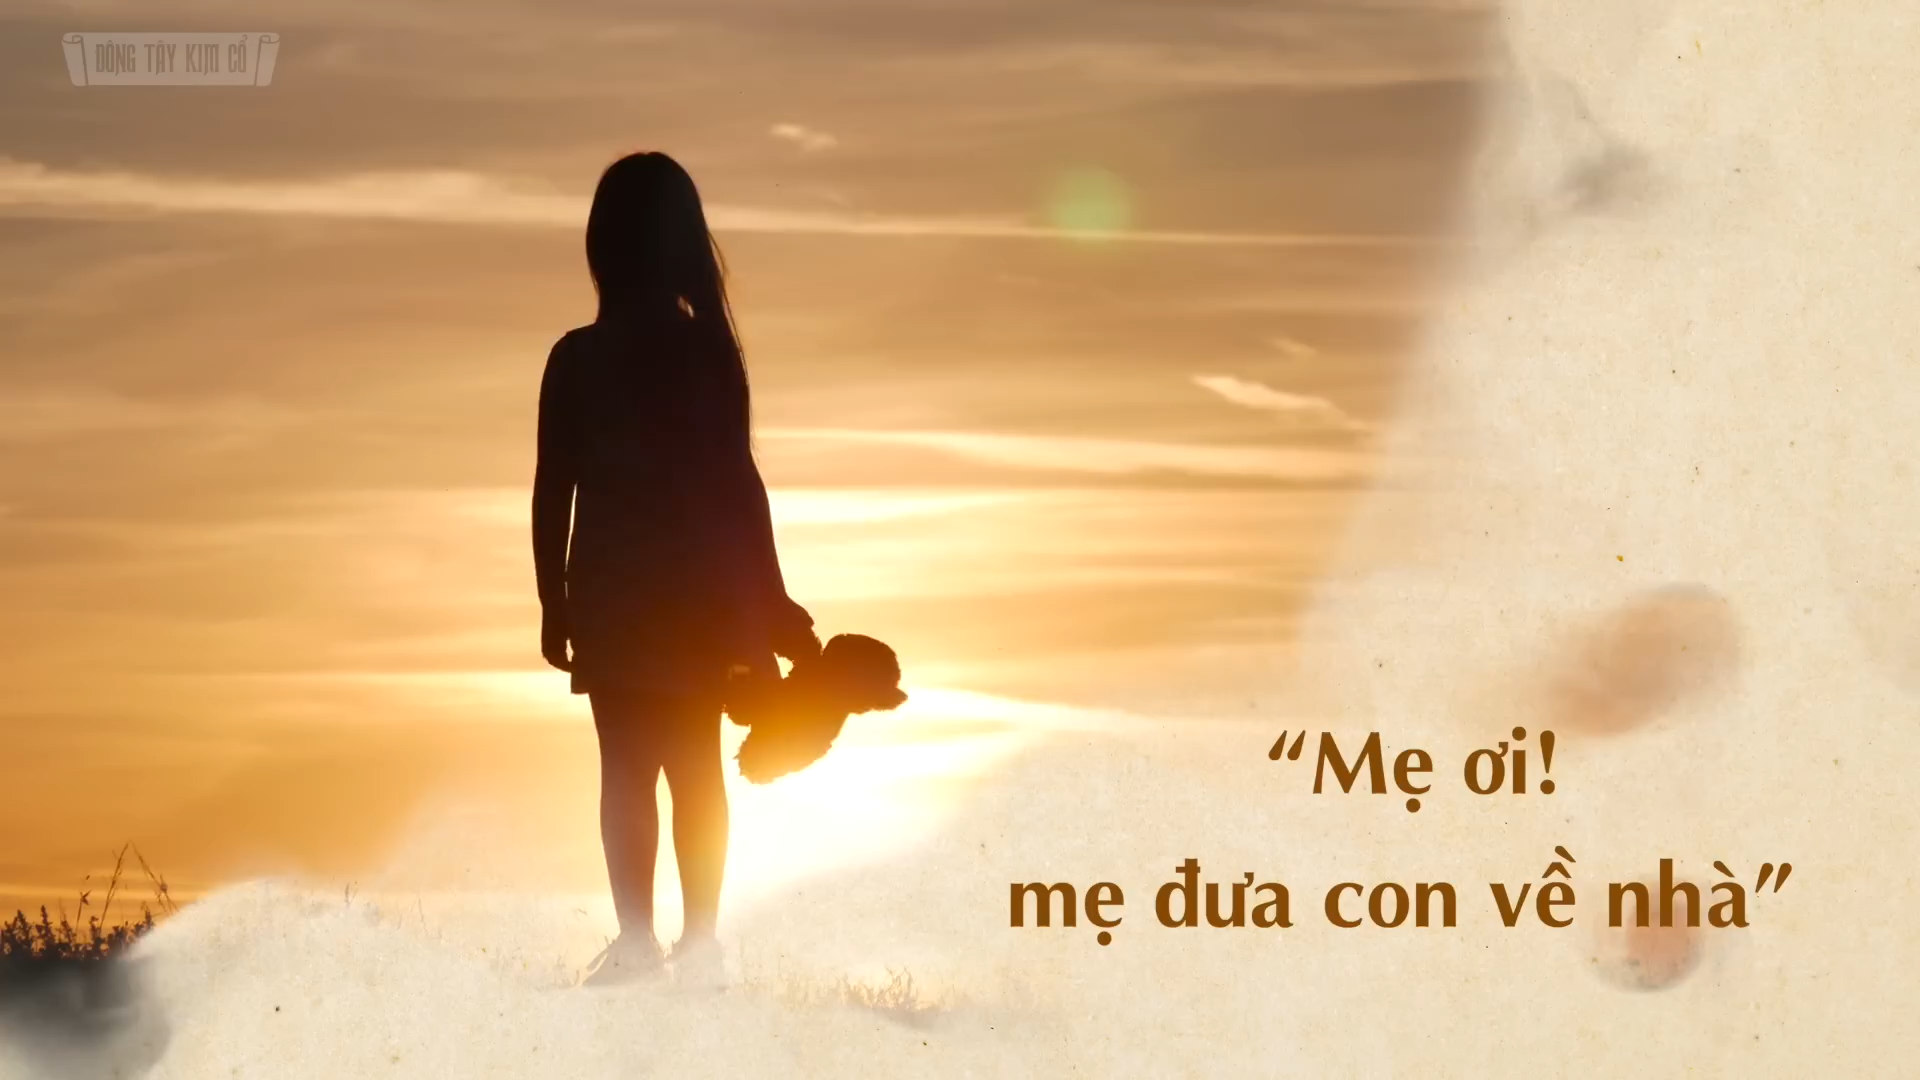 ĐÔNG TÂY KIM CỔ
“Mẹ ơi!
mẹ đưa con về nhà”